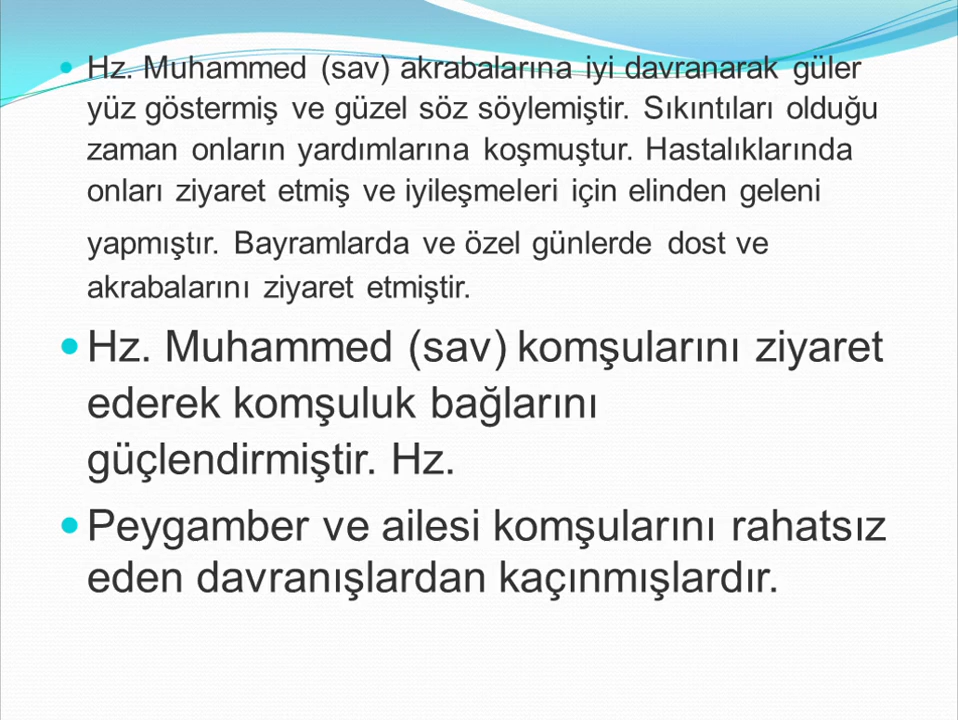 Hz. Muhammed (sav) akrabalarına iyi davranarak güler
yüz göstermiş ve güzel söz söylemiştir. Sıkıntıları olduğu
zaman onların yardımlarına koşmuştur. Hastalıklarında
onları ziyaret etmiş ve iyileşmeleri için elinden geleni
yapmıştır. Bayramlarda ve özel günlerde dost ve
akrabalarını ziyaret etmiştir.
Hz. Muhammed (sav) komşularını ziyaret
ederek komşuluk bağlarını
güçlendirmiştir. Hz.
Peygamber ve ailesi komşularını rahatsız
eden davranışlardan kaçınmışlardır.